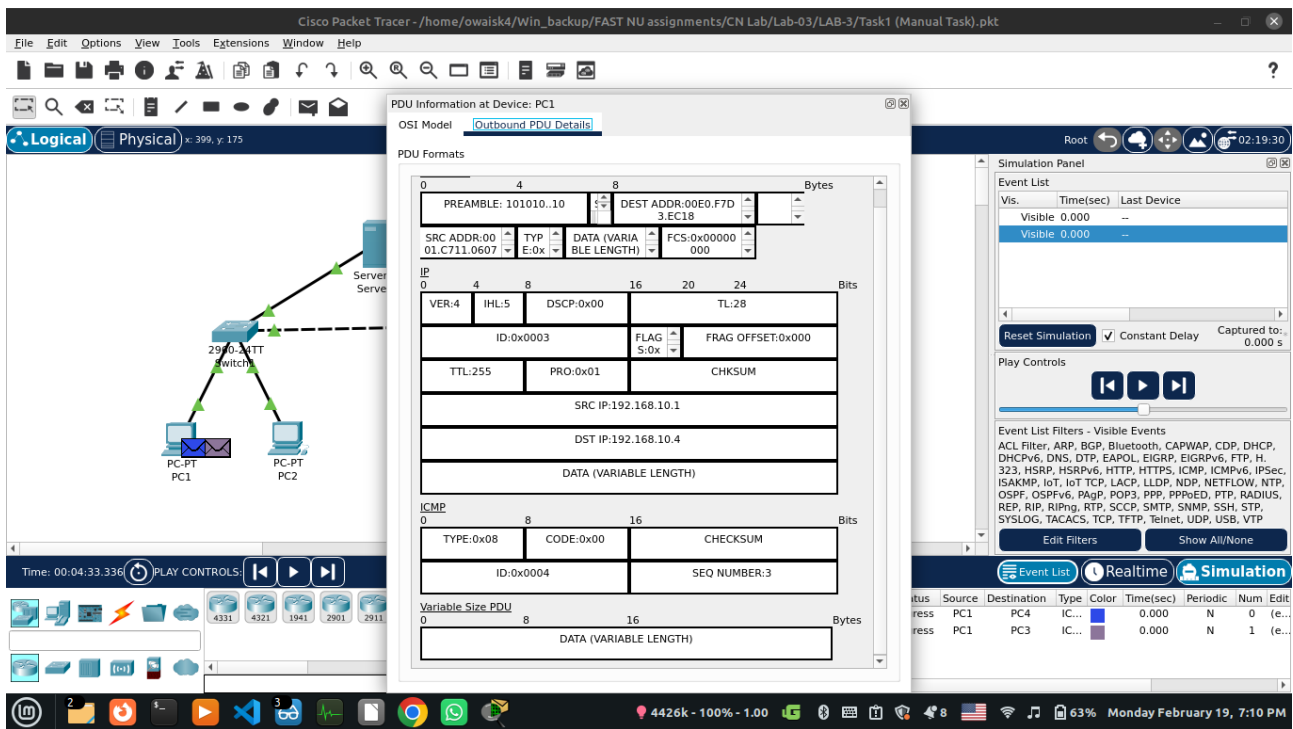 Cisco Packet Tracer - /home/owaisk4/Win_backup/FAST NU assignments/CN Lab/Lab-03/LAB-3/Task1 (Manual Task).pkt
File Edit Options View Tools Extensions Window Help
?
PDU Information at Device: PC1
OSI Model Outbound PDU Details
PDU Formats
Logical Physical x: 399, y: 175
Root 02:19:30
0 4 8 Bytes
PREAMBLE: 101010..10 DEST ADDR:00E0.F7D
3.EC18
SRC ADDR:00 TYP DATA (VARIA FCS:0x00000
01.C711.0607 E:0x BLE LENGTH) 000
IP
0 4 8 16 20 24 Bits
VER:4 IHL:5 DSCP:0x00 TL:28
ID:0x0003 FLAG FRAG OFFSET:0x000
S:0x
TTL:255 PRO:0x01 CHKSUM
SRC IP:192.168.10.1
DST IP:192.168.10.4
DATA (VARIABLE LENGTH)
ICMP
0 8 16 Bits
TYPE:0x08 CODE:0x00 CHECKSUM
ID:0x0004 SEQ NUMBER:3
Variable Size PDU
0 8 16 Bytes
DATA (VARIABLE LENGTH)
Server
Serve
2960-24TT
Switch1
PC-PT
PC1
PC-PT
PC2
Simulation Panel
Event List
Vis. Time(sec) Last Device
Visible 0.000 --
Visible 0.000 --
Reset Simulation Constant Delay Captured to:
0.000 s
Play Controls
Event List Filters - Visible Events
ACL Filter, ARP, BGP, Bluetooth, CAPWAP, CDP, DHCP,
DHCPv6, DNS, DTP, EAPOL, EIGRP, EIGRPv6, FTP, H.
323, HSRP, HSRPv6, HTTP, HTTPS, ICMP, ICMPv6, IPSec,
ISAKMP, IoT, IoT TCP, LACP, LLDP, NDP, NETFLOW, NTP,
OSPF, OSPFv6, PAgP, POP3, PPP, PPPoED, PTP, RADIUS,
REP, RIP, RIPng, RTP, SCCP, SMTP, SNMP, SSH, STP,
SYSLOG, TACACS, TCP, TFTP, Telnet, UDP, USB, VTP
Edit Filters Show All/None
Time: 00:04:33.336 PLAY CONTROLS:
Event List Realtime Simulation
4331 4321 1941 2901 2911
tus Source Destination Type Color Time(sec) Periodic Num Edit
ress PC1 PC4 IC... 0.000 N 0 (e...
ress PC1 PC3 IC... 0.000 N 1 (e...
2 3 4426k - 100% - 1.00 8 63% Monday February 19, 7:10 PM